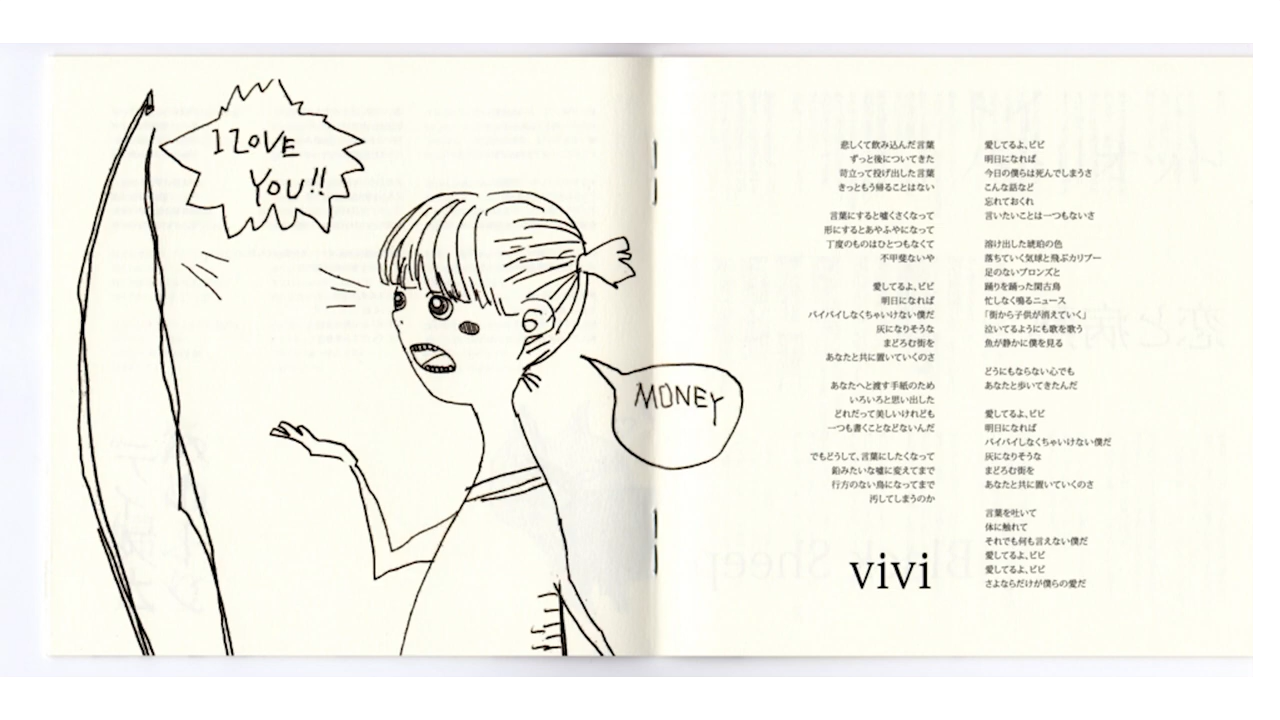 I LOVE
YOU!!
MONEY
悲しくて飲み込んだ言葉
ずっと後についてきた
苛立って投げ出した言葉
きっともう帰ることはない
言葉にすると嘘くさくなって
形にするとあやふやになって
丁度のものはひとつもなくて
不甲斐ないや
愛してるよ、ビビ
明日になれば
バイバイしなくちゃいけない僕だ
灰になりそうな
まどろむ街を
あなたと共に置いていくのさ
あなたへと渡す手紙のため
いろいろと思い出した
どれだって美しいけれども
一つも書くことなどないんだ
でもどうして、言葉にしたくなって
鉛みたいな嘘に変えてまで
行方のない鳥になってまで
汚してしまうのか
vivi
愛してるよ、ビビ
明日になれば
今日の僕らは死んでしまうさ
こんな話など
忘れておくれ
言いたいことは一つもないさ
溶け出した琥珀の色
落ちていく気球と飛ぶカリブー
足のないブロンズと
踊りを踊った閑古鳥
忙しなく鳴るニュース
「街から子供が消えていく」
泣いてるようにも歌を歌う
魚が静かに僕を見る
どうにもならない心でも
あなたと歩いてきたんだ
愛してるよ、ビビ
明日になれば
バイバイしなくちゃいけない僕だ
灰になりそうな
まどろむ街を
あなたと共に置いていくのさ
言葉を吐いて
体に触れて
それでも何も言えない僕だ
愛してるよ、ビビ
愛してるよ、ビビ
さよならだけが僕らの愛だ